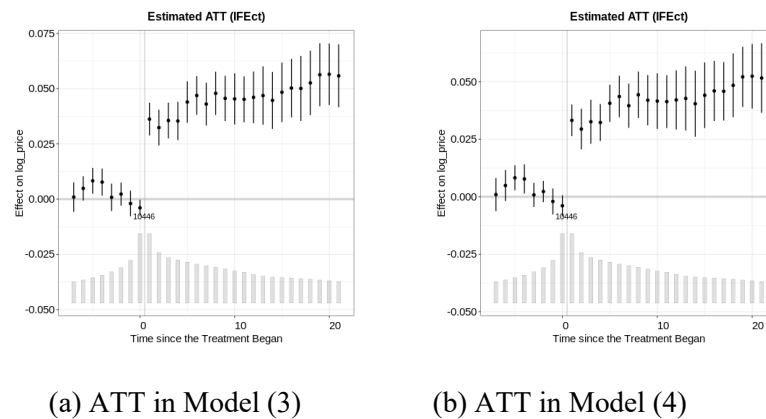 Estimated ATT (IFEct)
0.075
0.050
0.025
0.000
-0.025
-0.050
Effect on log_price
10446
0 10 20
Time since the Treatment Began
(a) ATT in Model (3)
Estimated ATT (IFEct)
0.050
0.025
0.000
-0.025
-0.050
Effect on log_price
10446
0 10 20
Time since the Treatment Began
(b) ATT in Model (4)